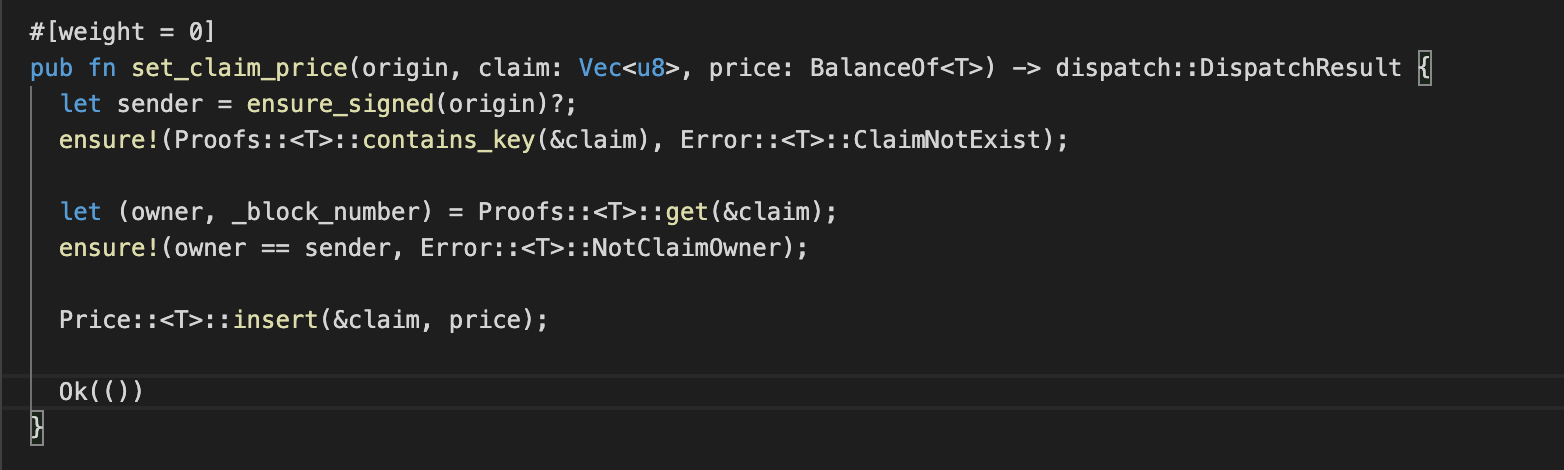 #[weight = 0]
pub fn set_claim_price(origin, claim: Vec<u8>, price: BalanceOf<T>) -> dispatch::DispatchResult {
let sender = ensure_signed(origin)?;
ensure!(Proofs::<T>::contains_key(&claim), Error::<T>::ClaimNotExist);
let (owner, _block_number) = Proofs::<T>::get(&claim);
ensure!(owner == sender, Error::<T>::NotClaimOwner);
Price::<T>::insert(&claim, price);
Ok(())
}